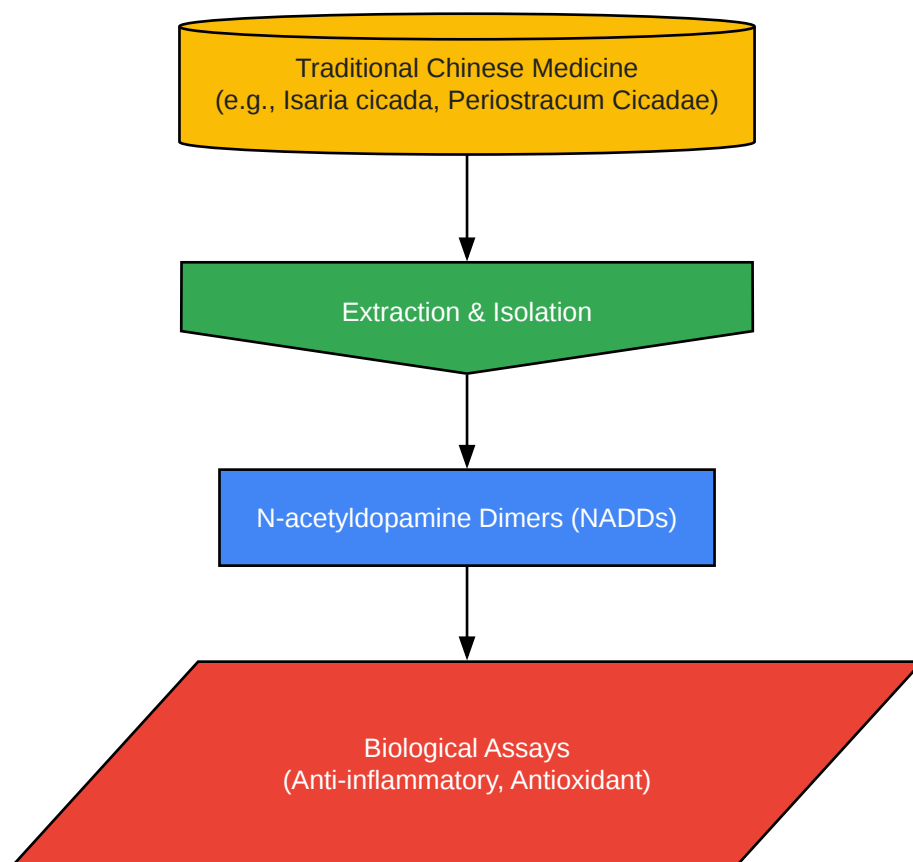 Traditional Chinese Medicine
(e.g., Isaria cicada, Periostracum Cicadae)
Extraction & Isolation
N-acetyldopamine Dimers (NADDs)
Biological Assays
(Anti-inflammatory, Antioxidant)